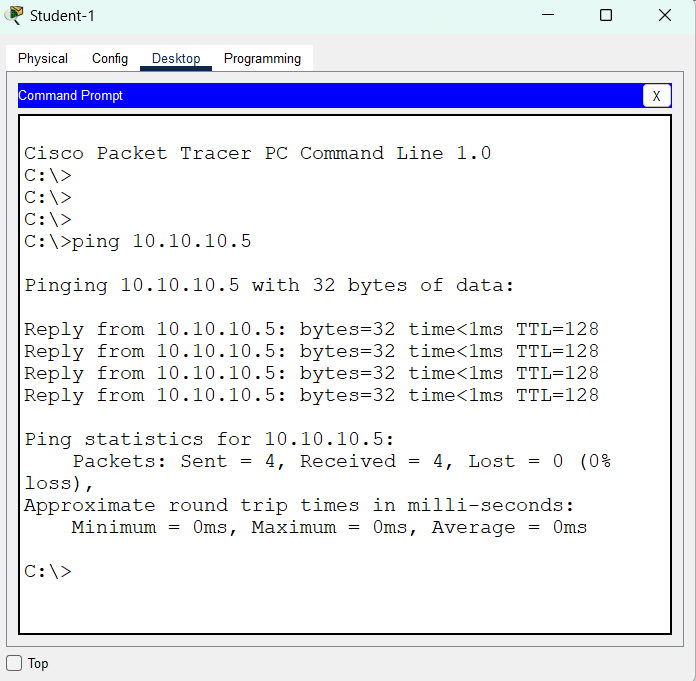 Student-1
Physical Config Desktop Programming
Command Prompt X
Cisco Packet Tracer PC Command Line 1.0
C:\>
C:\>
C:\>
C:\>ping 10.10.10.5
Pinging 10.10.10.5 with 32 bytes of data:
Reply from 10.10.10.5: bytes=32 time<1ms TTL=128
Reply from 10.10.10.5: bytes=32 time<1ms TTL=128
Reply from 10.10.10.5: bytes=32 time<1ms TTL=128
Reply from 10.10.10.5: bytes=32 time<1ms TTL=128
Ping statistics for 10.10.10.5:
Packets: Sent = 4, Received = 4, Lost = 0 (0%
loss),
Approximate round trip times in milli-seconds:
Minimum = 0ms, Maximum = 0ms, Average = 0ms
C:\>
Top